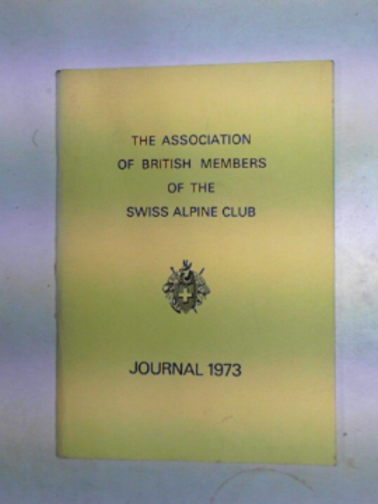 THE ASSOCIATION
OF BRITISH MEMBERS
OF THE
SWISS ALPINE CLUB
JOURNAL 1973